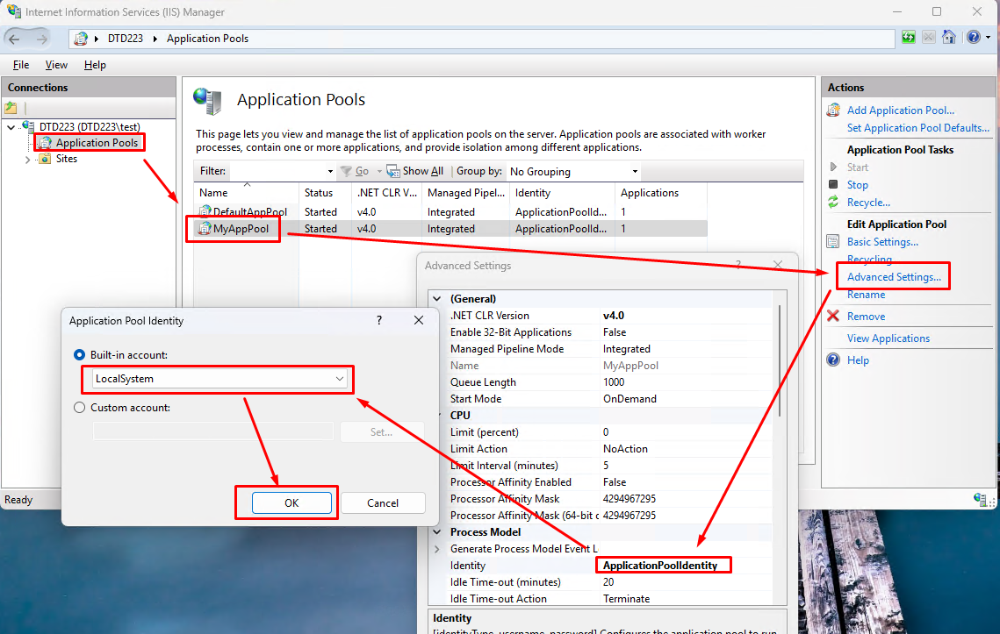 Internet Information Services (IIS) Manager
DTD223 Application Pools
File View Help
Connections
DTD223 (DTD223\test)
Application Pools
Sites
Application Pools
This page lets you view and manage the list of application pools on the server. Application pools are associated with worker
processes, contain one or more applications, and provide isolation among different applications.
Filter: Go Show All Group by: No Grouping
Name Status .NET CLR V... Managed Pipel... Identity Applications
DefaultAppPool Started v4.0 Integrated ApplicationPoolId... 1
MyAppPool Started v4.0 Integrated ApplicationPoolId... 1
Actions
Add Application Pool...
Set Application Pool Defaults...
Application Pool Tasks
Start
Stop
Recycle...
Edit Application Pool
Basic Settings...
Recycling
Advanced Settings...
Rename
Remove
View Applications
Help
Advanced Settings
?
(General)
.NET CLR Version v4.0
Enable 32-Bit Applications False
Managed Pipeline Mode Integrated
Name MyAppPool
Queue Length 1000
Start Mode OnDemand
CPU
Limit (percent) 0
Limit Action NoAction
Limit Interval (minutes) 5
Processor Affinity Enabled False
Processor Affinity Mask 4294967295
Processor Affinity Mask (64-bit c 4294967295
Process Model
Generate Process Model Event L
Identity ApplicationPoolIdentity
Idle Time-out (minutes) 20
Idle Time-out Action Terminate
Identity
[identityType, username, password] Configures the application pool to run
Application Pool Identity ?
Built-in account:
LocalSystem
Custom account:
Set...
OK Cancel
Ready